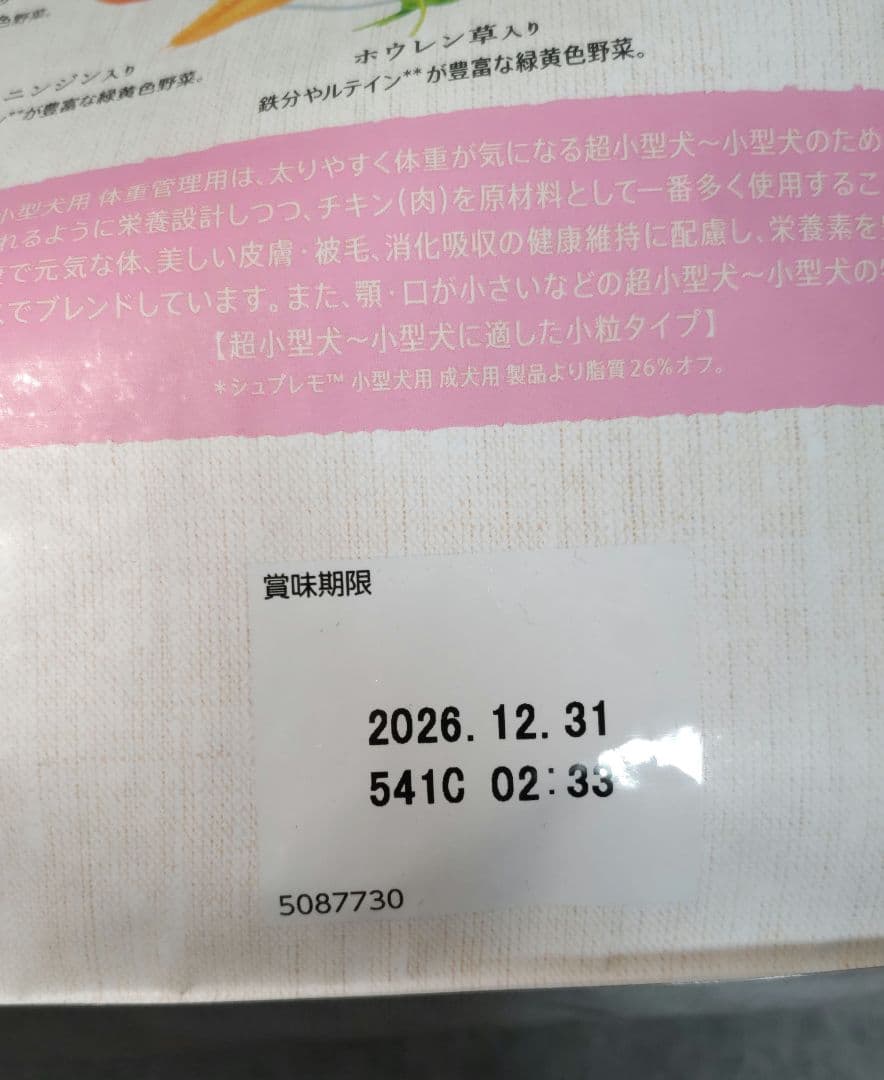 色野菜。
ニンジン入り
が豊富な緑黄色野菜。
ホウレン草入り
鉄分やルテイン**が豊富な緑黄色野菜。
小型犬用 体重管理用は、太りやすく体重が気になる超小型犬〜小型犬のため
れるように栄養設計しつつ、チキン(肉)を原材料として一番多く使用するこ
で元気な体、美しい皮膚・被毛、消化吸収の健康維持に配慮し、栄養素を
でブレンドしています。また、顎・口が小さいなどの超小型犬〜小型犬の
【超小型犬〜小型犬に適した小粒タイプ】
*シュプレモ™ 小型犬用 成犬用 製品より脂質26%オフ。
賞味期限
2026.12.31
541C 02:33
5087730